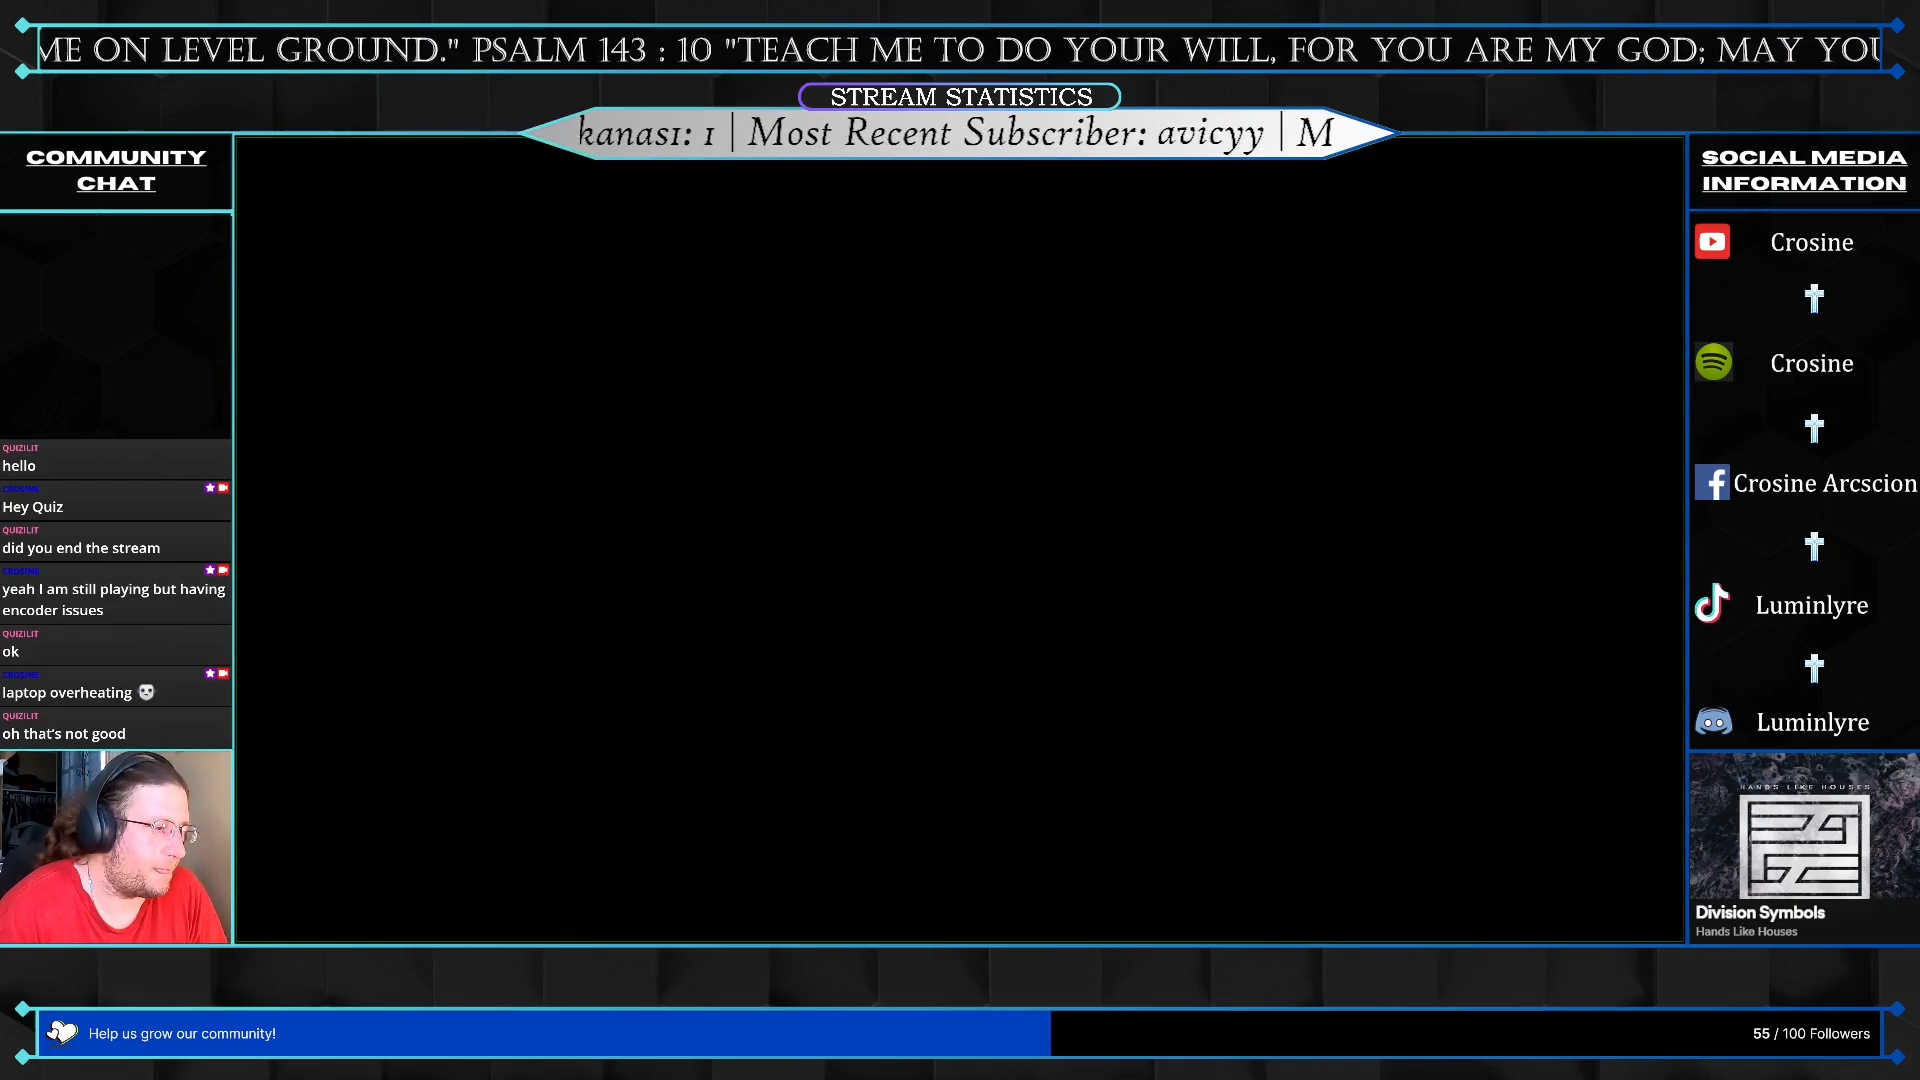 ME ON LEVEL GROUND." PSALM 143 : 10 "TEACH ME TO DO YOUR WILL, FOR YOU ARE MY GOD; MAY YOU
STREAM STATISTICS
kanas1: 1 | Most Recent Subscriber: avicyy | M
COMMUNITY
CHAT
QUIZILIT
hello
CROSINE
Hey Quiz
QUIZILIT
did you end the stream
CROSINE
yeah I am still playing but having
encoder issues
QUIZILIT
ok
CROSINE
laptop overheating
QUIZILIT
oh that's not good
SOCIAL MEDIA
INFORMATION
Crosine
Crosine
Crosine Arcscion
Luminlyre
Luminlyre
HANDS LIKE HOUSES
Division Symbols
Hands Like Houses
Help us grow our community!
55 / 100 Followers